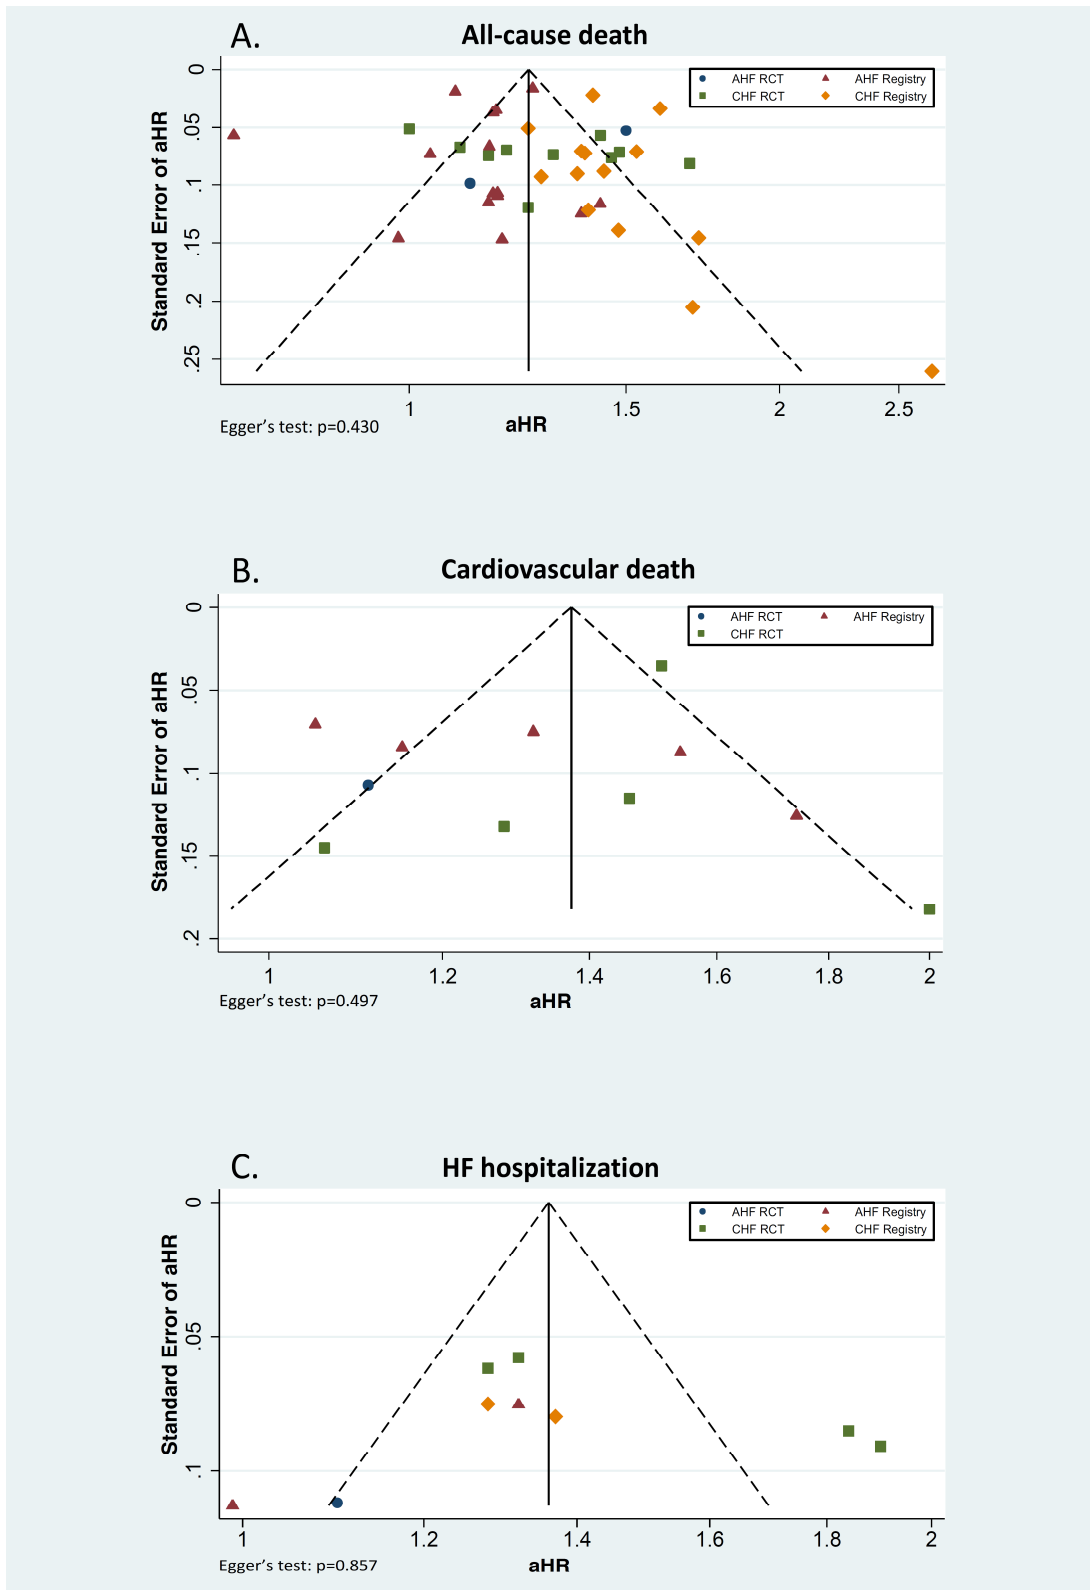 A.
All-cause death
AHF RCT
AHF Registry
CHF RCT
CHF Registry
Standard Error of aHR
0
.05
.1
.15
.2
.25
1
1.5
2
2.5
aHR
Egger's test: p=0.430
B.
Cardiovascular death
AHF RCT
AHF Registry
CHF RCT
Standard Error of aHR
0
.05
.1
.15
.2
1
1.2
1.4
1.6
1.8
2
aHR
Egger's test: p=0.497
C.
HF hospitalization
AHF RCT
AHF Registry
CHF RCT
CHF Registry
Standard Error of aHR
0
.05
.1
1
1.2
1.4
1.6
1.8
2
aHR
Egger's test: p=0.857